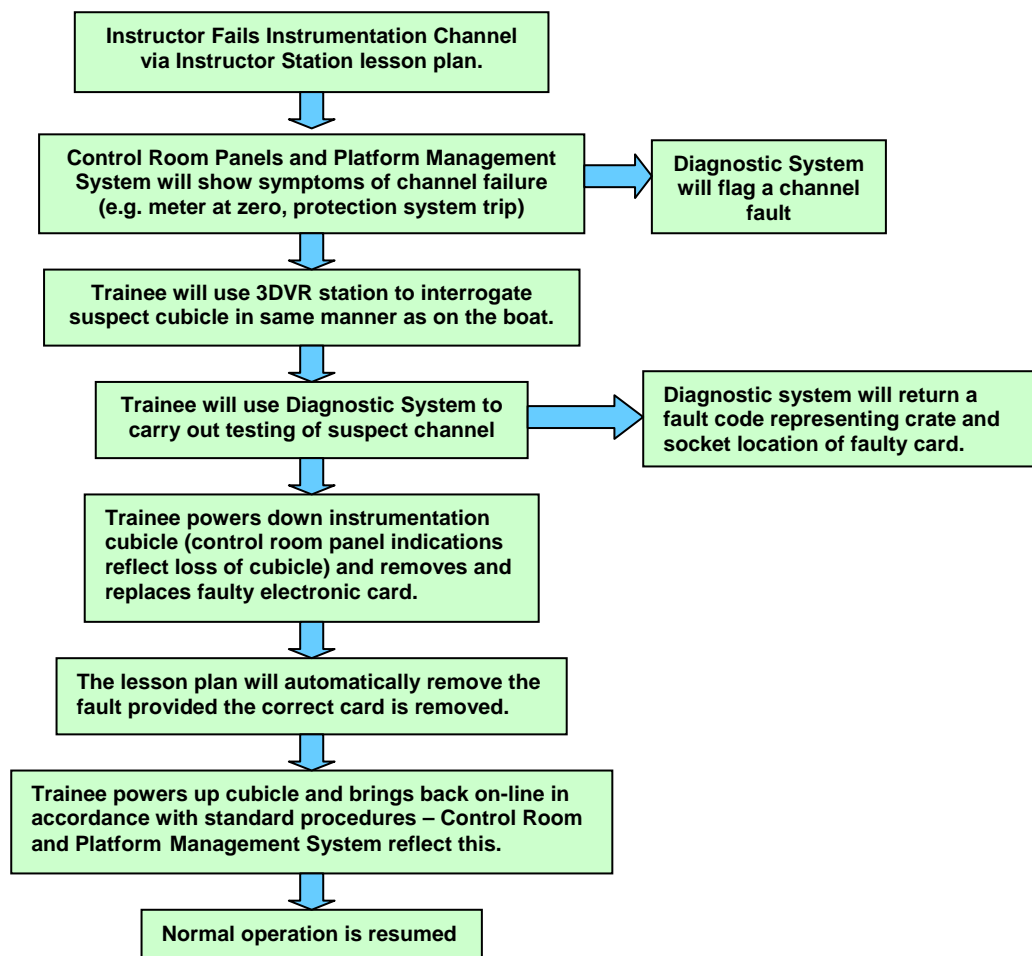 Instructor Fails Instrumentation Channel
via Instructor Station lesson plan.
Control Room Panels and Platform Management
System will show symptoms of channel failure
(e.g. meter at zero, protection system trip)
Diagnostic System
will flag a channel
fault
Trainee will use 3DVR station to interrogate
suspect cubicle in same manner as on the boat.
Trainee will use Diagnostic System to
carry out testing of suspect channel
Diagnostic system will return a
fault code representing crate and
socket location of faulty card.
Trainee powers down instrumentation
cubicle (control room panel indications
reflect loss of cubicle) and removes and
replaces faulty electronic card.
The lesson plan will automatically remove the
fault provided the correct card is removed.
Trainee powers up cubicle and brings back on-line in
accordance with standard procedures – Control Room
and Platform Management System reflect this.
Normal operation is resumed